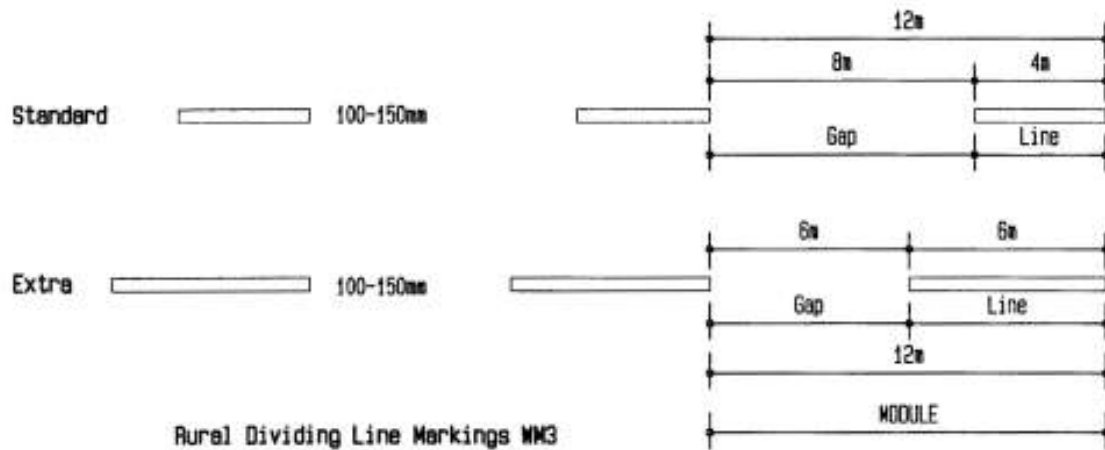 12m
8m 4m
Standard 100-150mm
Gap Line
6m 6m
Extra 100-150mm
Gap Line
12m
MODULE
Rural Dividing Line Markings WM3